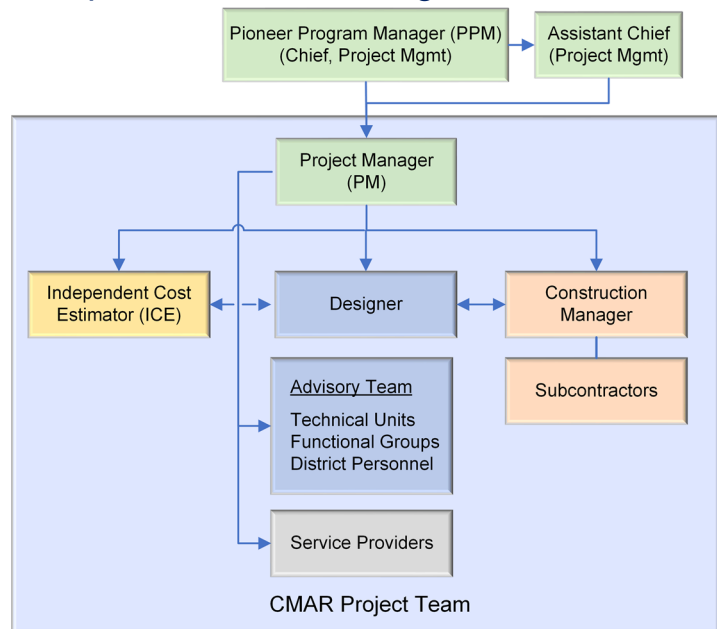 Pioneer Program Manager (PPM)
(Chief, Project Mgmt)
Assistant Chief
(Project Mgmt)
Project Manager
(PM)
Independent Cost
Estimator (ICE)
Designer
Construction
Manager
Advisory Team
Technical Units
Functional Groups
District Personnel
Subcontractors
Service Providers
CMAR Project Team